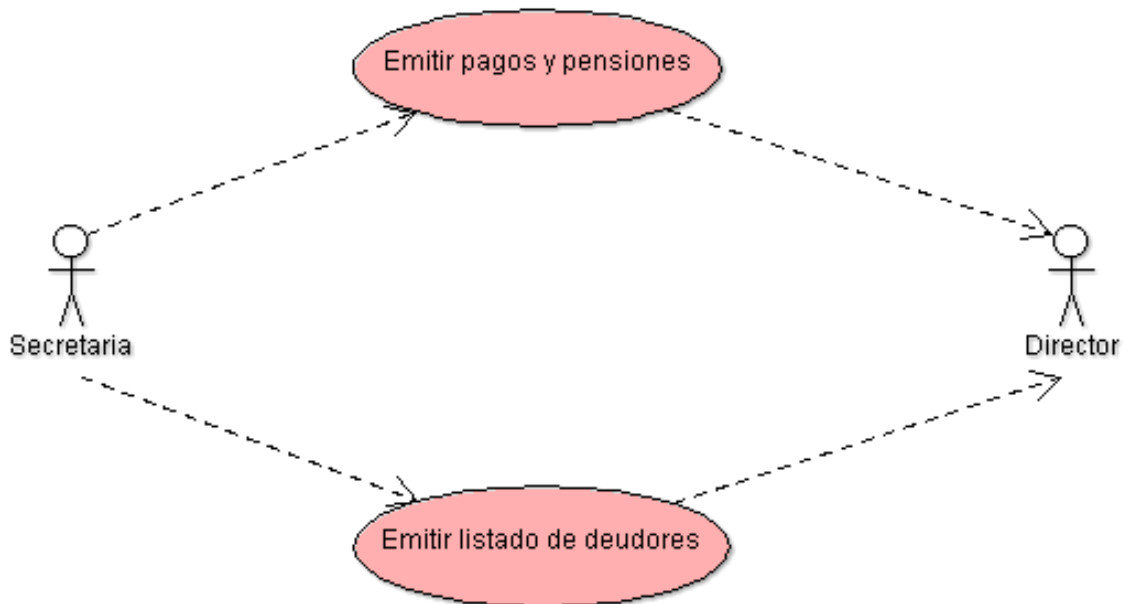 Emitir pagos y pensiones
Secretaria
Director
Emitir listado de deudores